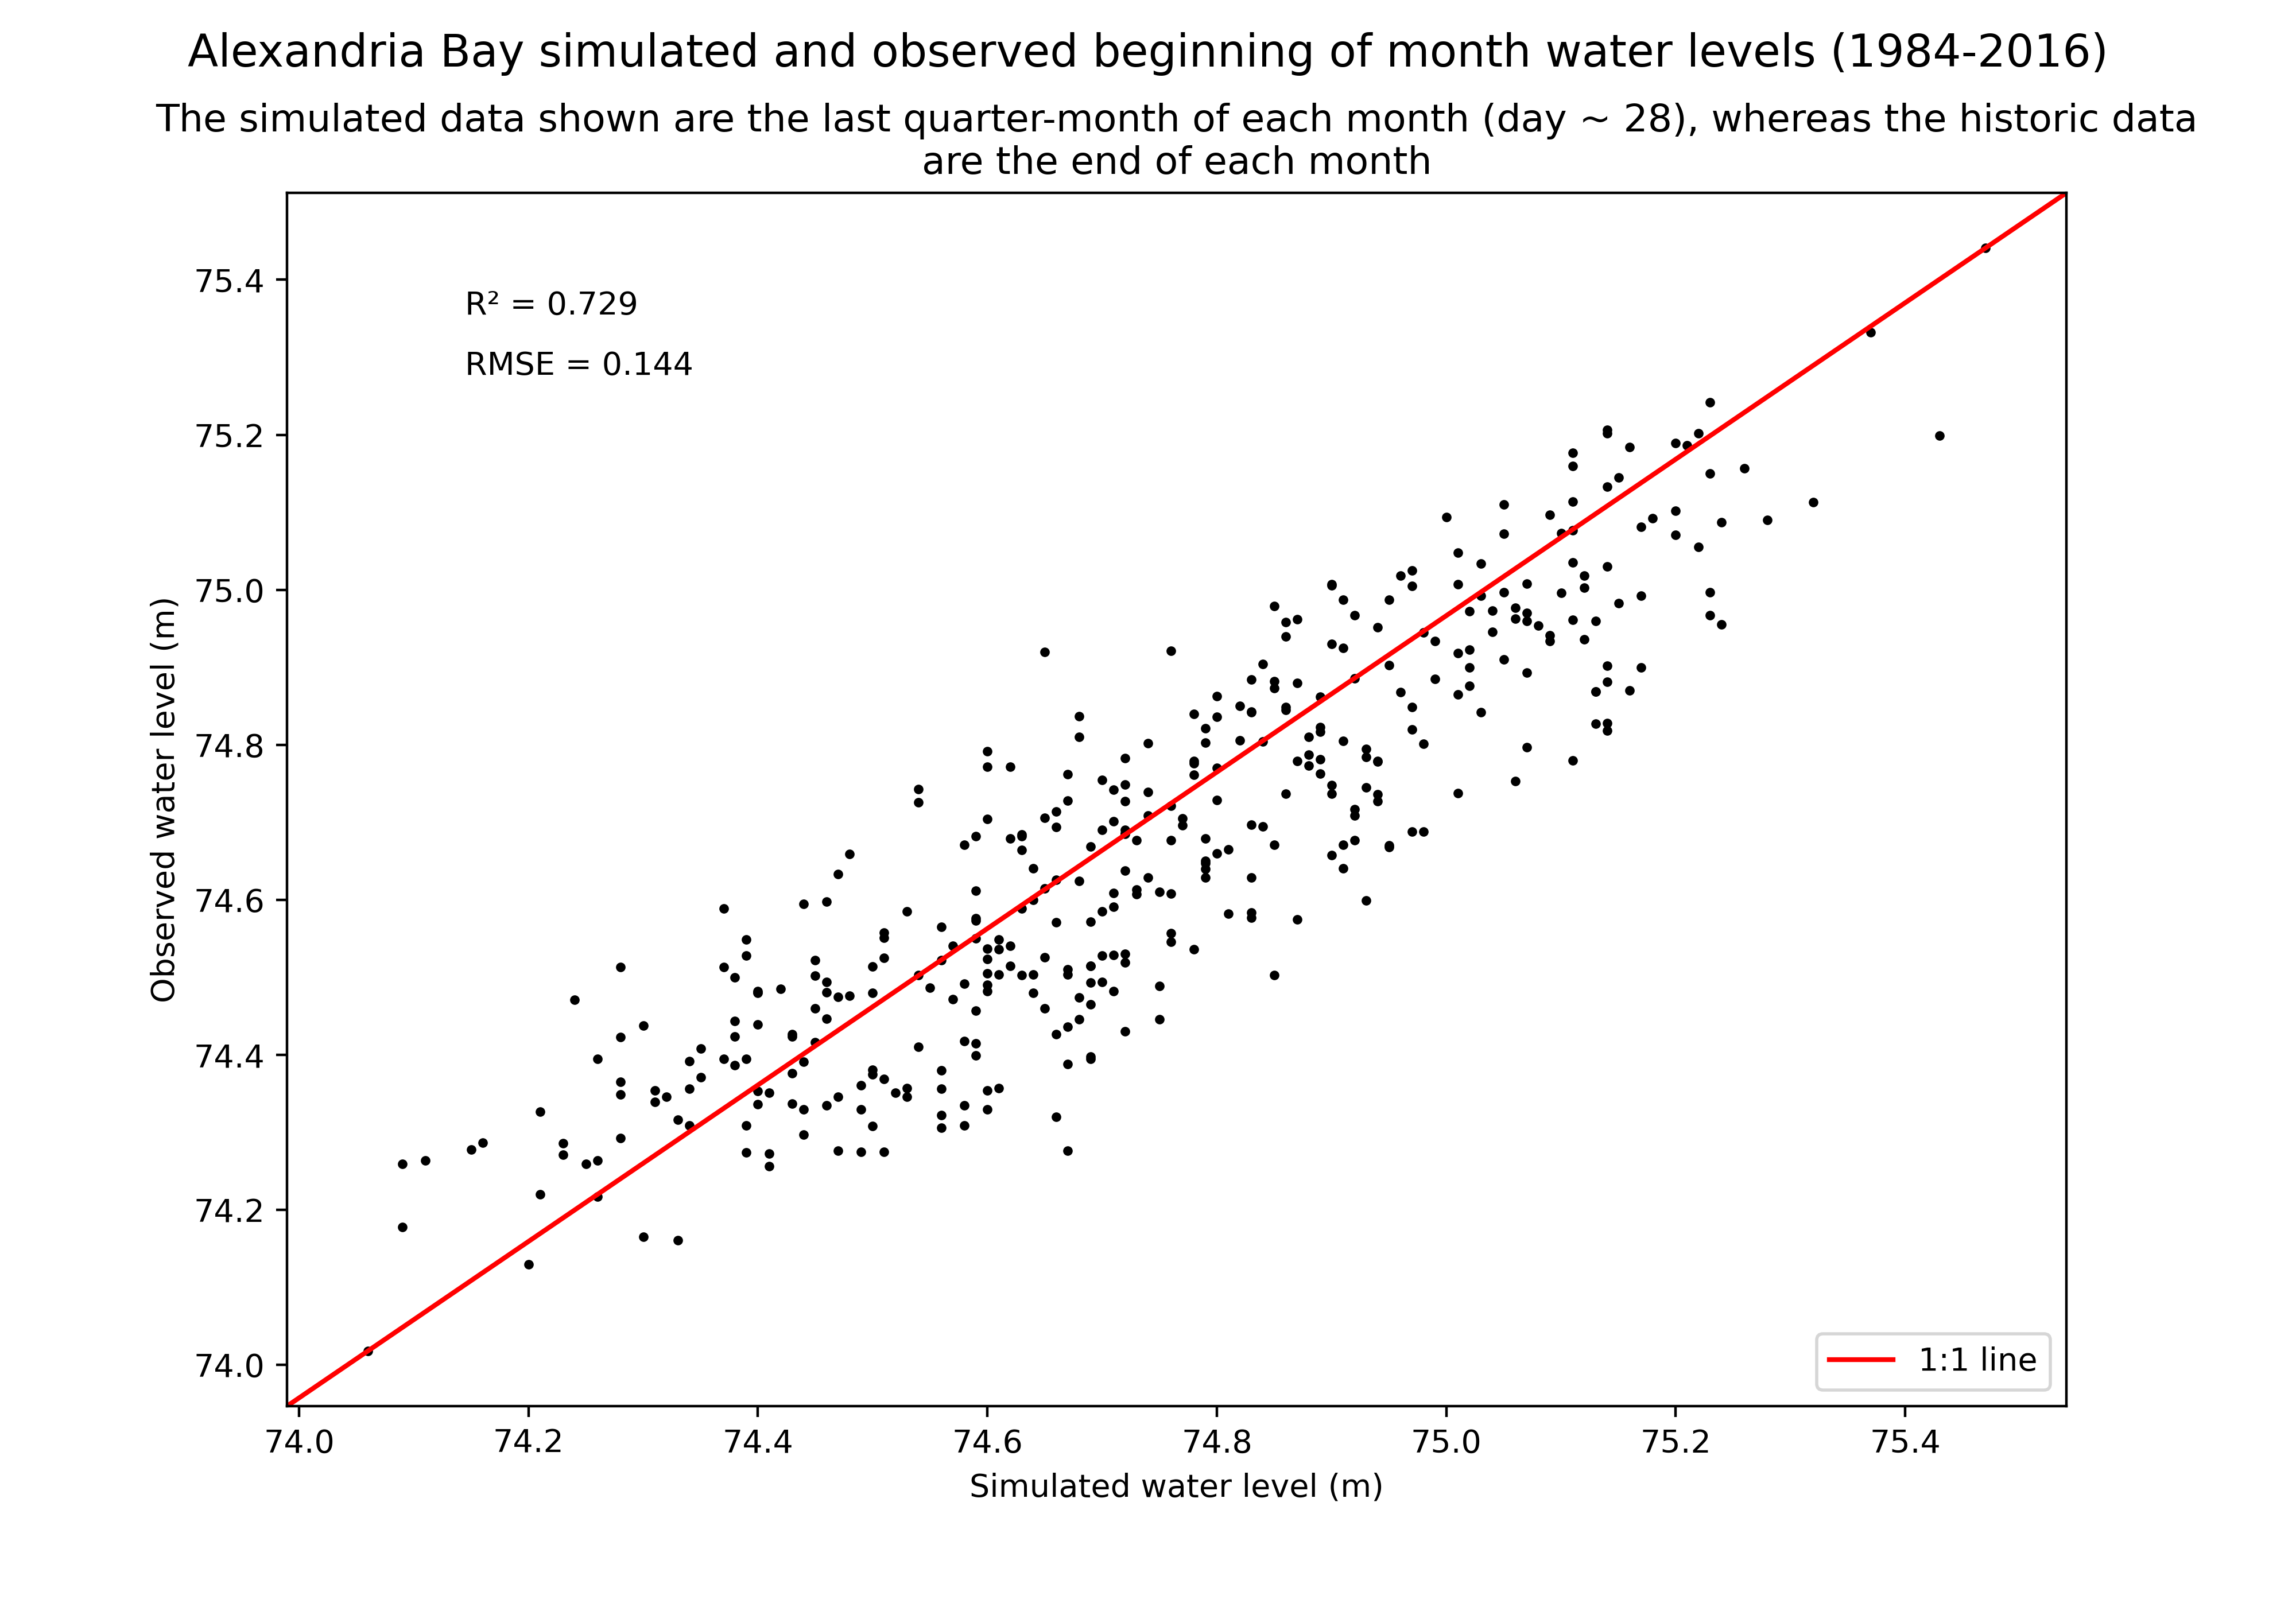 Alexandria Bay simulated and observed beginning of month water levels (1984-2016)
The simulated data shown are the last quarter-month of each month (day ~ 28), whereas the historic data
are the end of each month
R² = 0.729
RMSE = 0.144
Observed water level (m)
75.4
75.2
75.0
74.8
74.6
74.4
74.2
74.0
1:1 line
74.0 74.2 74.4 74.6 74.8 75.0 75.2 75.4
Simulated water level (m)